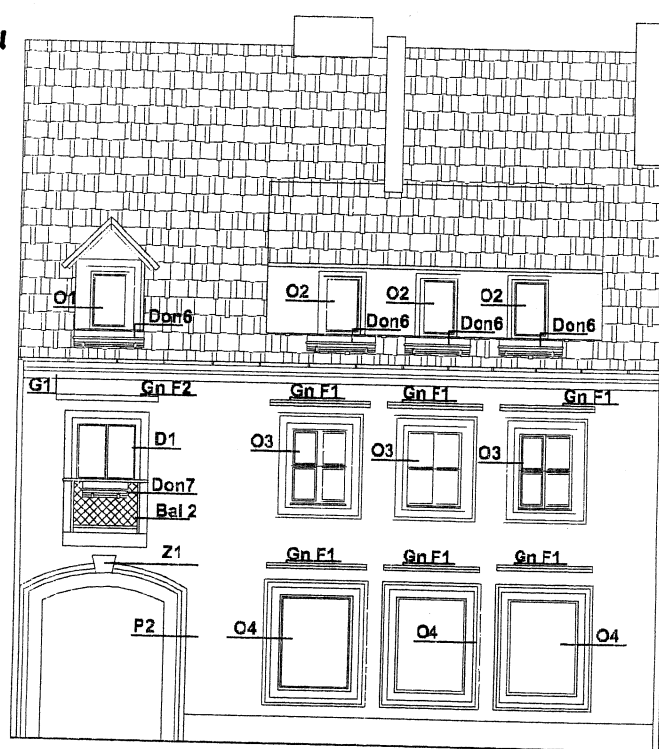 O1
Don6
O2
O2
O2
Don6
Don6
Don6
G1
Gn F2
Gn F1
Gn F1
Gn F1
D1
O3
O3
O3
Don7
Bal 2
Z1
Gn F1
Gn F1
Gn F1
P2
O4
O4
O4